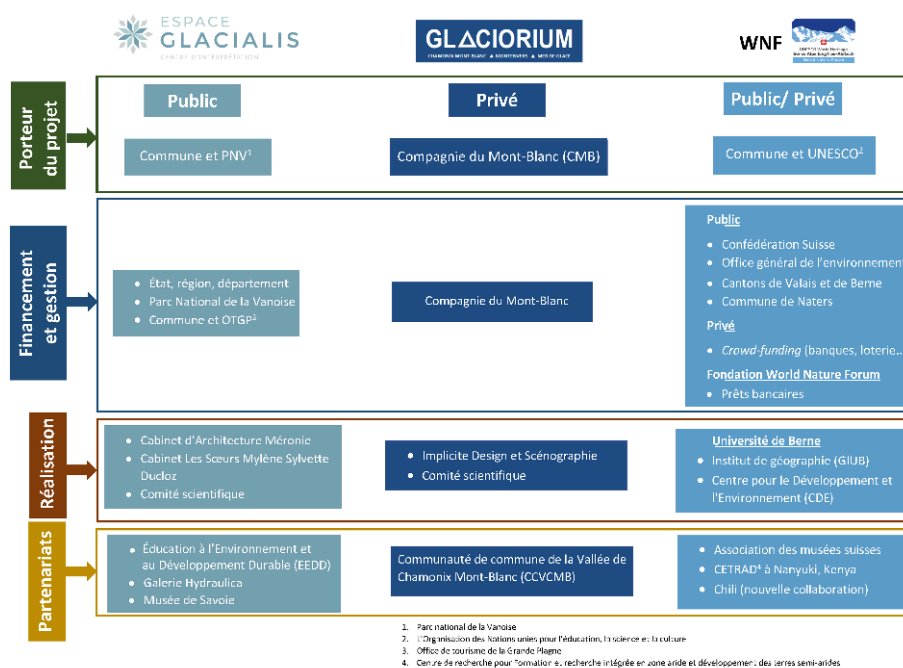 ESPACE
GLACIALIS
CENTRE D'INTERPRÉTATION
GLACIORIUM
CHAMONIX MONT-BLANC ▲ MONTENVERS ▲ MER DE GLACE
WNF
World Nature Forum
Porteur
du projet
Public
Privé
Public/ Privé
Commune et PNV¹
Compagnie du Mont-Blanc (CMB)
Commune et UNESCO²
Financement
et gestion
• État, région, département
• Parc National de la Vanoise
• Commune et OTGP³
Compagnie du Mont-Blanc
Public
• Confédération Suisse
• Office général de l'environnement
• Cantons de Valais et de Berne
• Commune de Naters
Privé
• Crowd-funding (banques, loterie...
Fondation World Nature Forum
• Prêts bancaires
Réalisation
• Cabinet d'Architecture Méronie
• Cabinet Les Sœurs Mylène Sylvette
Ducloz
• Comité scientifique
• Implicite Design et Scénographie
• Comité scientifique
Université de Berne
• Institut de géographie (GIUB)
• Centre pour le Développement et
l'Environnement (CDE)
Partenariats
• Éducation à l'Environnement et
au Développement Durable (EEDD)
• Galerie Hydraulica
• Musée de Savoie
Communauté de commune de la Vallée de
Chamonix Mont-Blanc (CCVCMB)
• Association des musées suisses
• CETRAD⁴ à Nanyuki, Kenya
• Chili (nouvelle collaboration)
1. Parc national de la Vanoise
2. L'Organisation des Nations unies pour l'éducation, la science et la culture
3. Office de tourisme de la Grande Plagne
4. Centre de recherche pour Formation et recherche intégrée en zone aride et développement des terres semi-arides